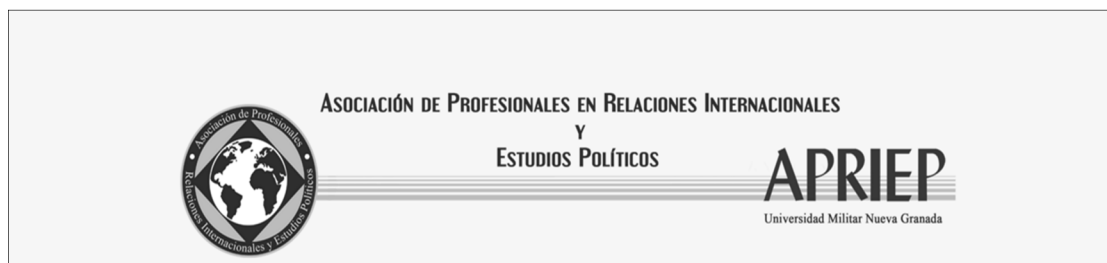 ASOCIACIÓN DE PROFESIONALES EN RELACIONES INTERNACIONALES
Y
ESTUDIOS POLÍTICOS
Asociación de Profesionales
Relaciones Internacionales y Estudios Políticos
APRIEP
Universidad Militar Nueva Granada